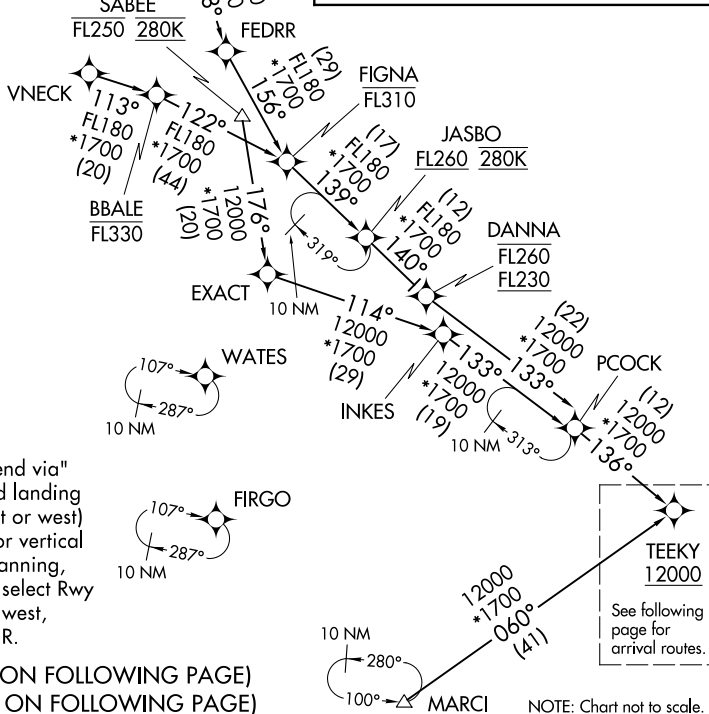 SABEE
FL250 280K
FEDRR
VNECK
113°
FL180
*1700
(20)
BBALE
FL330
122°
FL180
*1700
(44)
(29)
FL180
*1700
156°
FIGNA
FL310
(17)
FL180
*1700
139°
JASBO
FL260 280K
(12)
FL180
*1700
140°
DANNA
FL260
FL230
176°
12000
*1700
(20)
319°
10 NM
EXACT
114°
12000
*1700
(29)
INKES
133°
12000
*1700
(19)
(22)
12000
*1700
133°
PCOCK
313°
10 NM
(12)
12000
*1700
136°
107°
WATES
287°
10 NM
107°
FIRGO
287°
10 NM
end via"
d landing
t or west)
or vertical
anning,
select Rwy
west,
R.
TEEKY
12000
See following
page for
arrival routes.
12000
*1700
060°
(41)
10 NM
280°
100°
MARCI
ON FOLLOWING PAGE)
ON FOLLOWING PAGE)
NOTE: Chart not to scale.